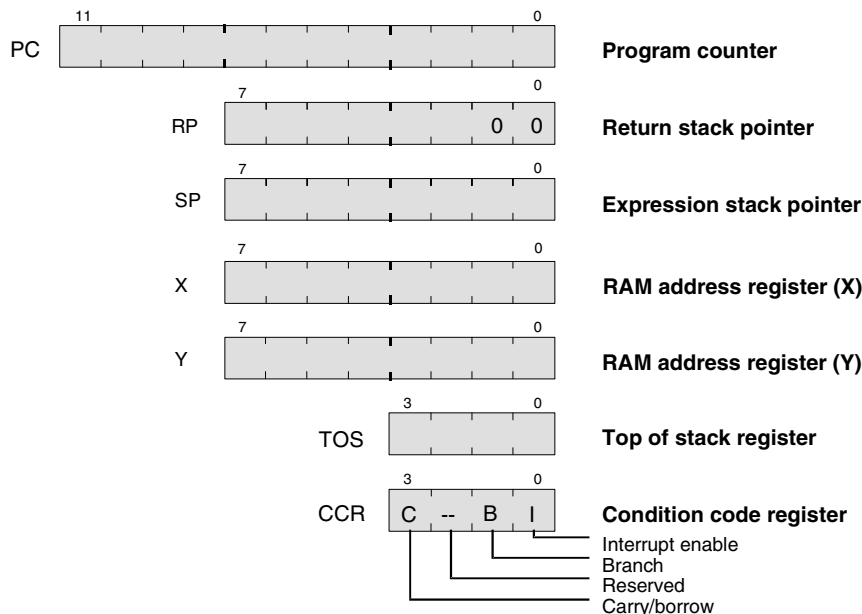 11 0
PC Program counter
7 0
RP 0 0 Return stack pointer
7 0
SP Expression stack pointer
7 0
X RAM address register (X)
7 0
Y RAM address register (Y)
3 0
TOS Top of stack register
3 0
CCR C -- B I Condition code register
Interrupt enable
Branch
Reserved
Carry/borrow